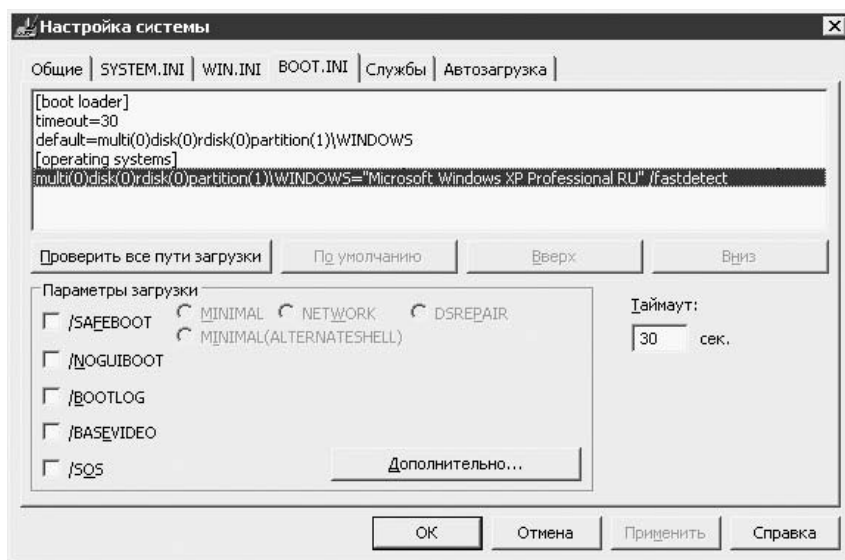 Настройка системы
Общие SYSTEM.INI WIN.INI BOOT.INI Службы Автозагрузка
[boot loader]
timeout=30
default=multi(0)disk(0)rdisk(0)partition(1)\WINDOWS
[operating systems]
multi(0)disk(0)rdisk(0)partition(1)\WINDOWS="Microsoft Windows XP Professional RU" /fastdetect
Проверить все пути загрузки По умолчанию Вверх Вниз
Параметры загрузки
/SAFEBOOT MINIMAL NETWORK DSREPAIR
MINIMAL(ALTERNATESHELL)
/NOGUIBOOT
/BOOTLOG
/BASEVIDEO
/SOS
Дополнительно...
Таймаут:
30 сек.
OK Отмена Применить Справка